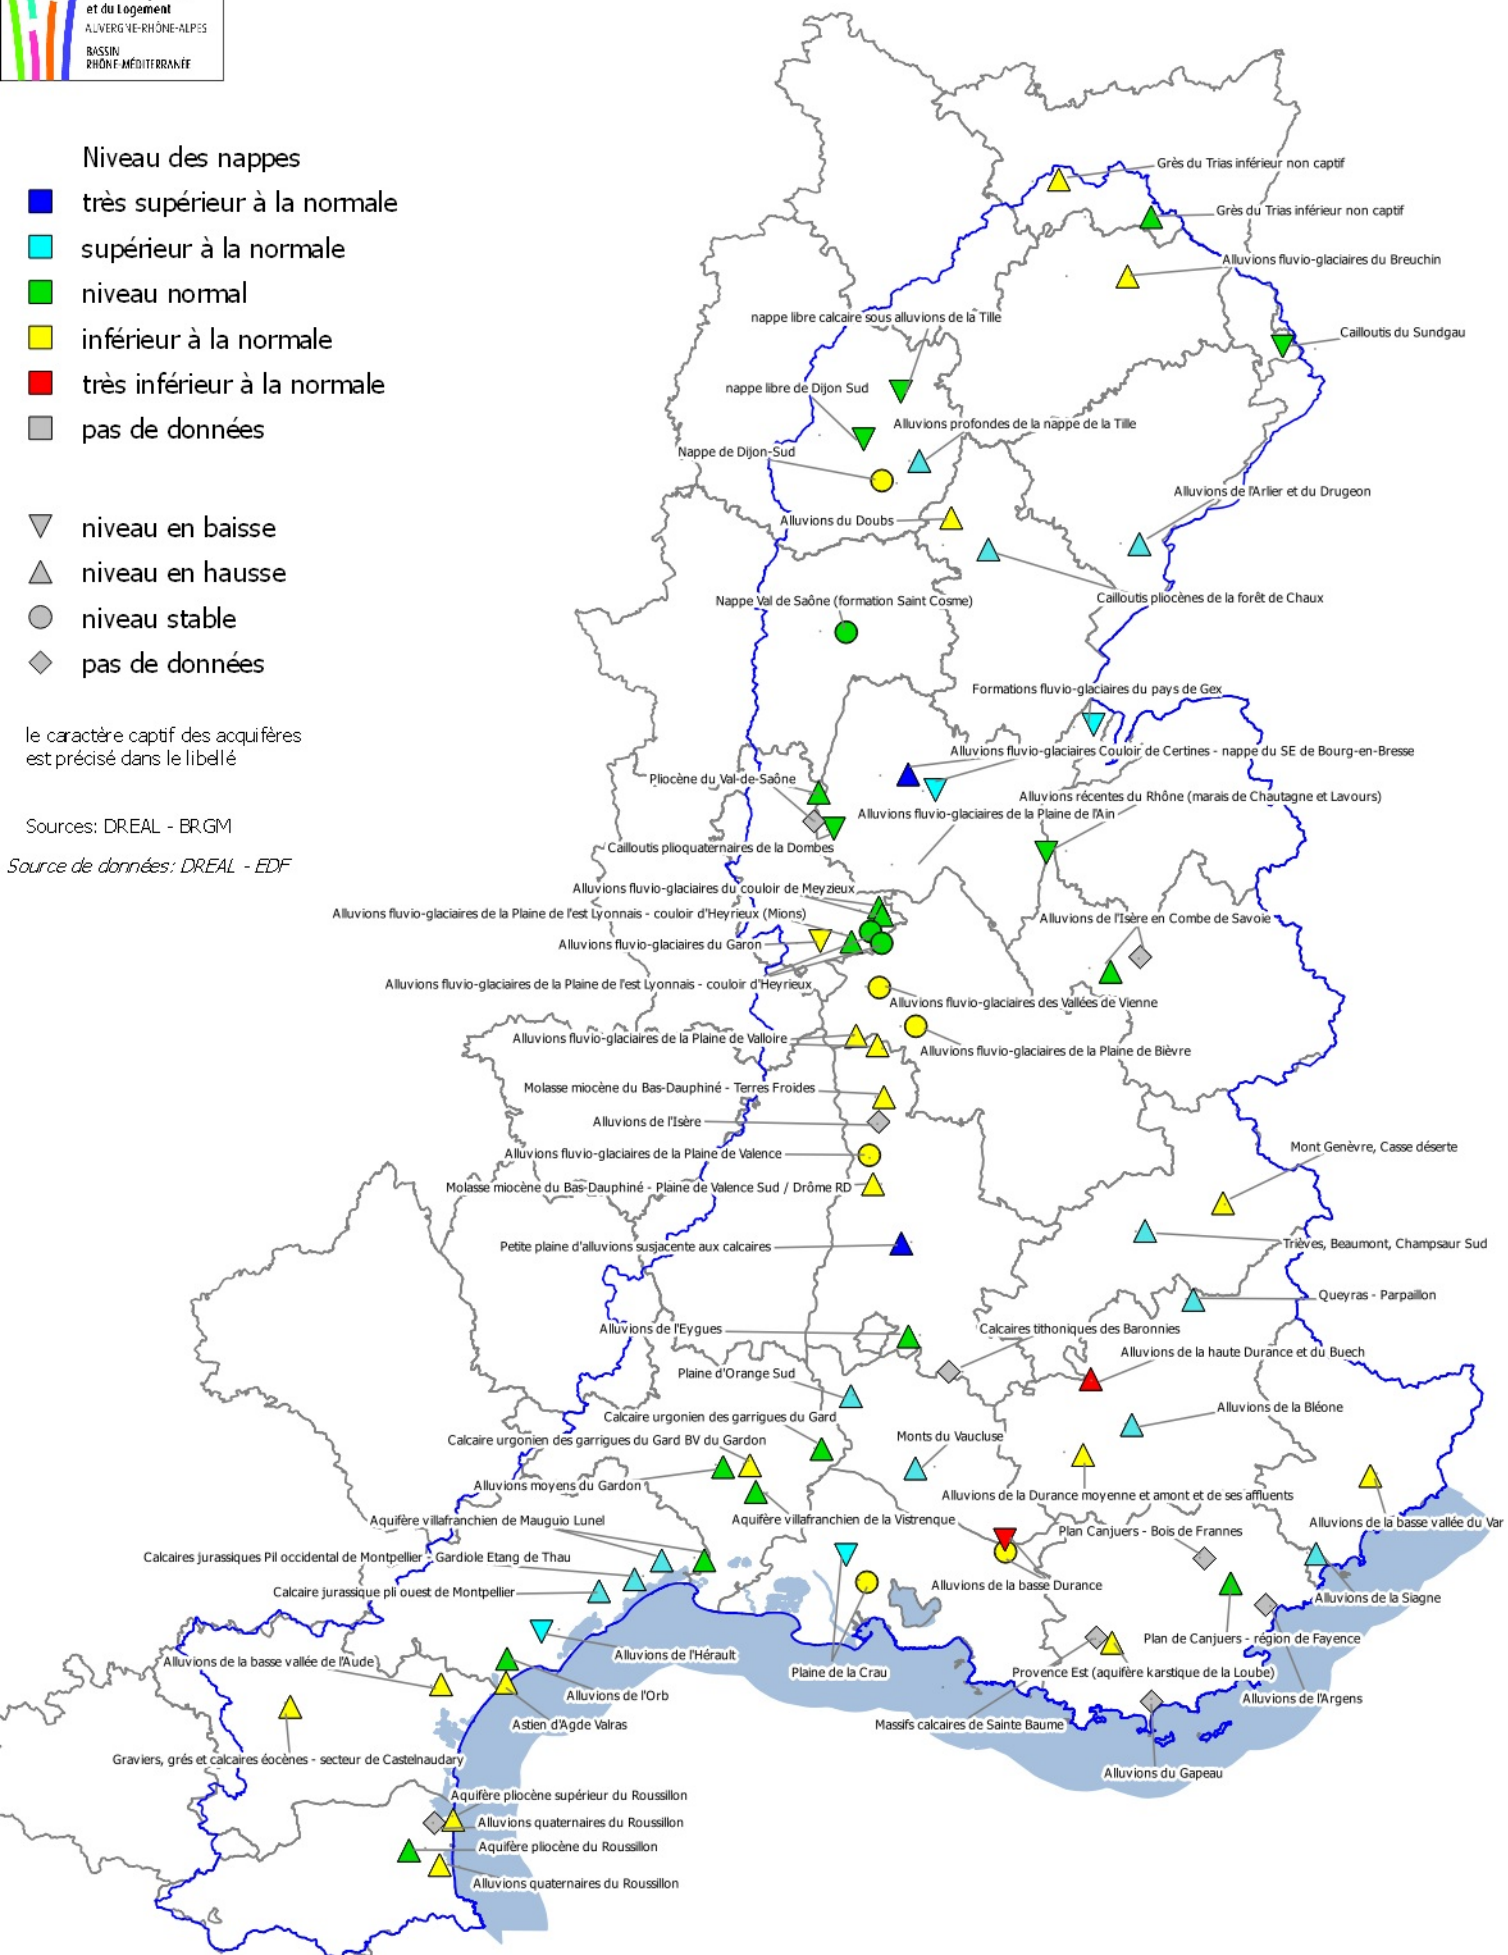 et du Logement
AUVERGNE-RHÔNE-ALPES
BASSIN
RHÔNE-MÉDITERRANÉE
Niveau des nappes
très supérieur à la normale
supérieur à la normale
niveau normal
inférieur à la normale
très inférieur à la normale
pas de données
niveau en baisse
niveau en hausse
niveau stable
pas de données
le caractère captif des acquifères
est précisé dans le libellé
Sources: DREAL - BRGM
Source de données: DREAL - EDF
Grès du Trias inférieur non captif
Grès du Trias inférieur non captif
Alluvions fluvio-glaciaires du Breuchin
nappe libre calcaire sous alluvions de la Tille
Cailloutis du Sundgau
nappe libre de Dijon Sud
Alluvions profondes de la nappe de la Tille
Nappe de Dijon-Sud
Alluvions de l'Arlier et du Drugeon
Alluvions du Doubs
Cailloutis pliocènes de la forêt de Chaux
Nappe Val de Saône (formation Saint Cosme)
Formations fluvio-glaciaires du pays de Gex
Alluvions fluvio-glaciaires Couloir de Certines - nappe du SE de Bourg-en-Bresse
Pliocène du Val-de-Saône
Alluvions récentes du Rhône (marais de Chautagne et Lavours)
Alluvions fluvio-glaciaires de la Plaine de l'Ain
Cailloutis plioquaternaires de la Dombes
Alluvions fluvio-glaciaires du couloir de Meyzieux
Alluvions fluvio-glaciaires de la Plaine de l'est Lyonnais - couloir d'Heyrieux (Mions)
Alluvions de l'Isère en Combe de Savoie
Alluvions fluvio-glaciaires du Garon
Alluvions fluvio-glaciaires de la Plaine de l'est Lyonnais - couloir d'Heyrieux
Alluvions fluvio-glaciaires des Vallées de Vienne
Alluvions fluvio-glaciaires de la Plaine de Valloire
Alluvions fluvio-glaciaires de la Plaine de Bièvre
Molasse miocène du Bas-Dauphiné - Terres Froides
Alluvions de l'Isère
Mont Genèvre, Casse déserte
Alluvions fluvio-glaciaires de la Plaine de Valence
Molasse miocène du Bas-Dauphiné - Plaine de Valence Sud / Drôme RD
Petite plaine d'alluvions susjacente aux calcaires
Trièves, Beaumont, Champsaur Sud
Queyras - Parpaillon
Alluvions de l'Eygues
Calcaires tithoniques des Baronnies
Alluvions de la haute Durance et du Buech
Plaine d'Orange Sud
Alluvions de la Bléone
Calcaire urgonien des garrigues du Gard
Monts du Vaucluse
Calcaire urgonien des garrigues du Gard BV du Gardon
Alluvions moyens du Gardon
Alluvions de la Durance moyenne et amont et de ses affluents
Aquifère villafranchien de Mauguio Lunel
Aquifère villafranchien de la Vistrenque
Alluvions de la basse vallée du Var
Plan Canjuers - Bois de Frannes
Calcaires jurassiques Pil occidental de Montpellier - Gardiole Etang de Thau
Alluvions de la basse Durance
Calcaire jurassique pli ouest de Montpellier
Alluvions de la Siagne
Plan de Canjuers - région de Fayence
Alluvions de l'Hérault
Alluvions de la basse vallée de l'Aude
Plaine de la Crau
Provence Est (aquifère karstique de la Loube)
Alluvions de l'Orb
Alluvions de l'Argens
Astien d'Agde Valras
Massifs calcaires de Sainte Baume
Graviers, grés et calcaires éocènes - secteur de Castelnaudary
Alluvions du Gapeau
Aquifère pliocène supérieur du Roussillon
Alluvions quaternaires du Roussillon
Aquifère pliocène du Roussillon
Alluvions quaternaires du Roussillon